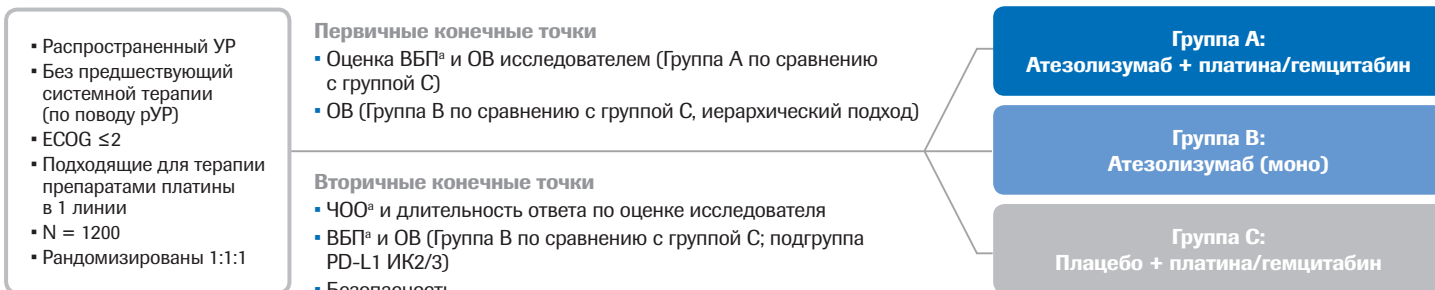 ▪ Распространенный УР
▪ Без предшествующий
системной терапии
(по поводу рУР)
▪ ECOG ≤2
▪ Подходящие для терапии
препаратами платины
в 1 линии
▪ N = 1200
▪ Рандомизированы 1:1:1
Первичные конечные точки
▪ Оценка ВБПᵃ и ОВ исследователем (Группа А по сравнению
с группой С)
▪ ОВ (Группа В по сравнению с группой С, иерархический подход)
Вторичные конечные точки
▪ ЧООᵃ и длительность ответа по оценке исследователя
▪ ВБПᵃ и ОВ (Группа В по сравнению с группой С; подгруппа
PD-L1 ИК2/3)
▪ Безопасность
Группа А:
Атезолизумаб + платина/гемцитабин
Группа В:
Атезолизумаб (моно)
Группа С:
Плацебо + платина/гемцитабин